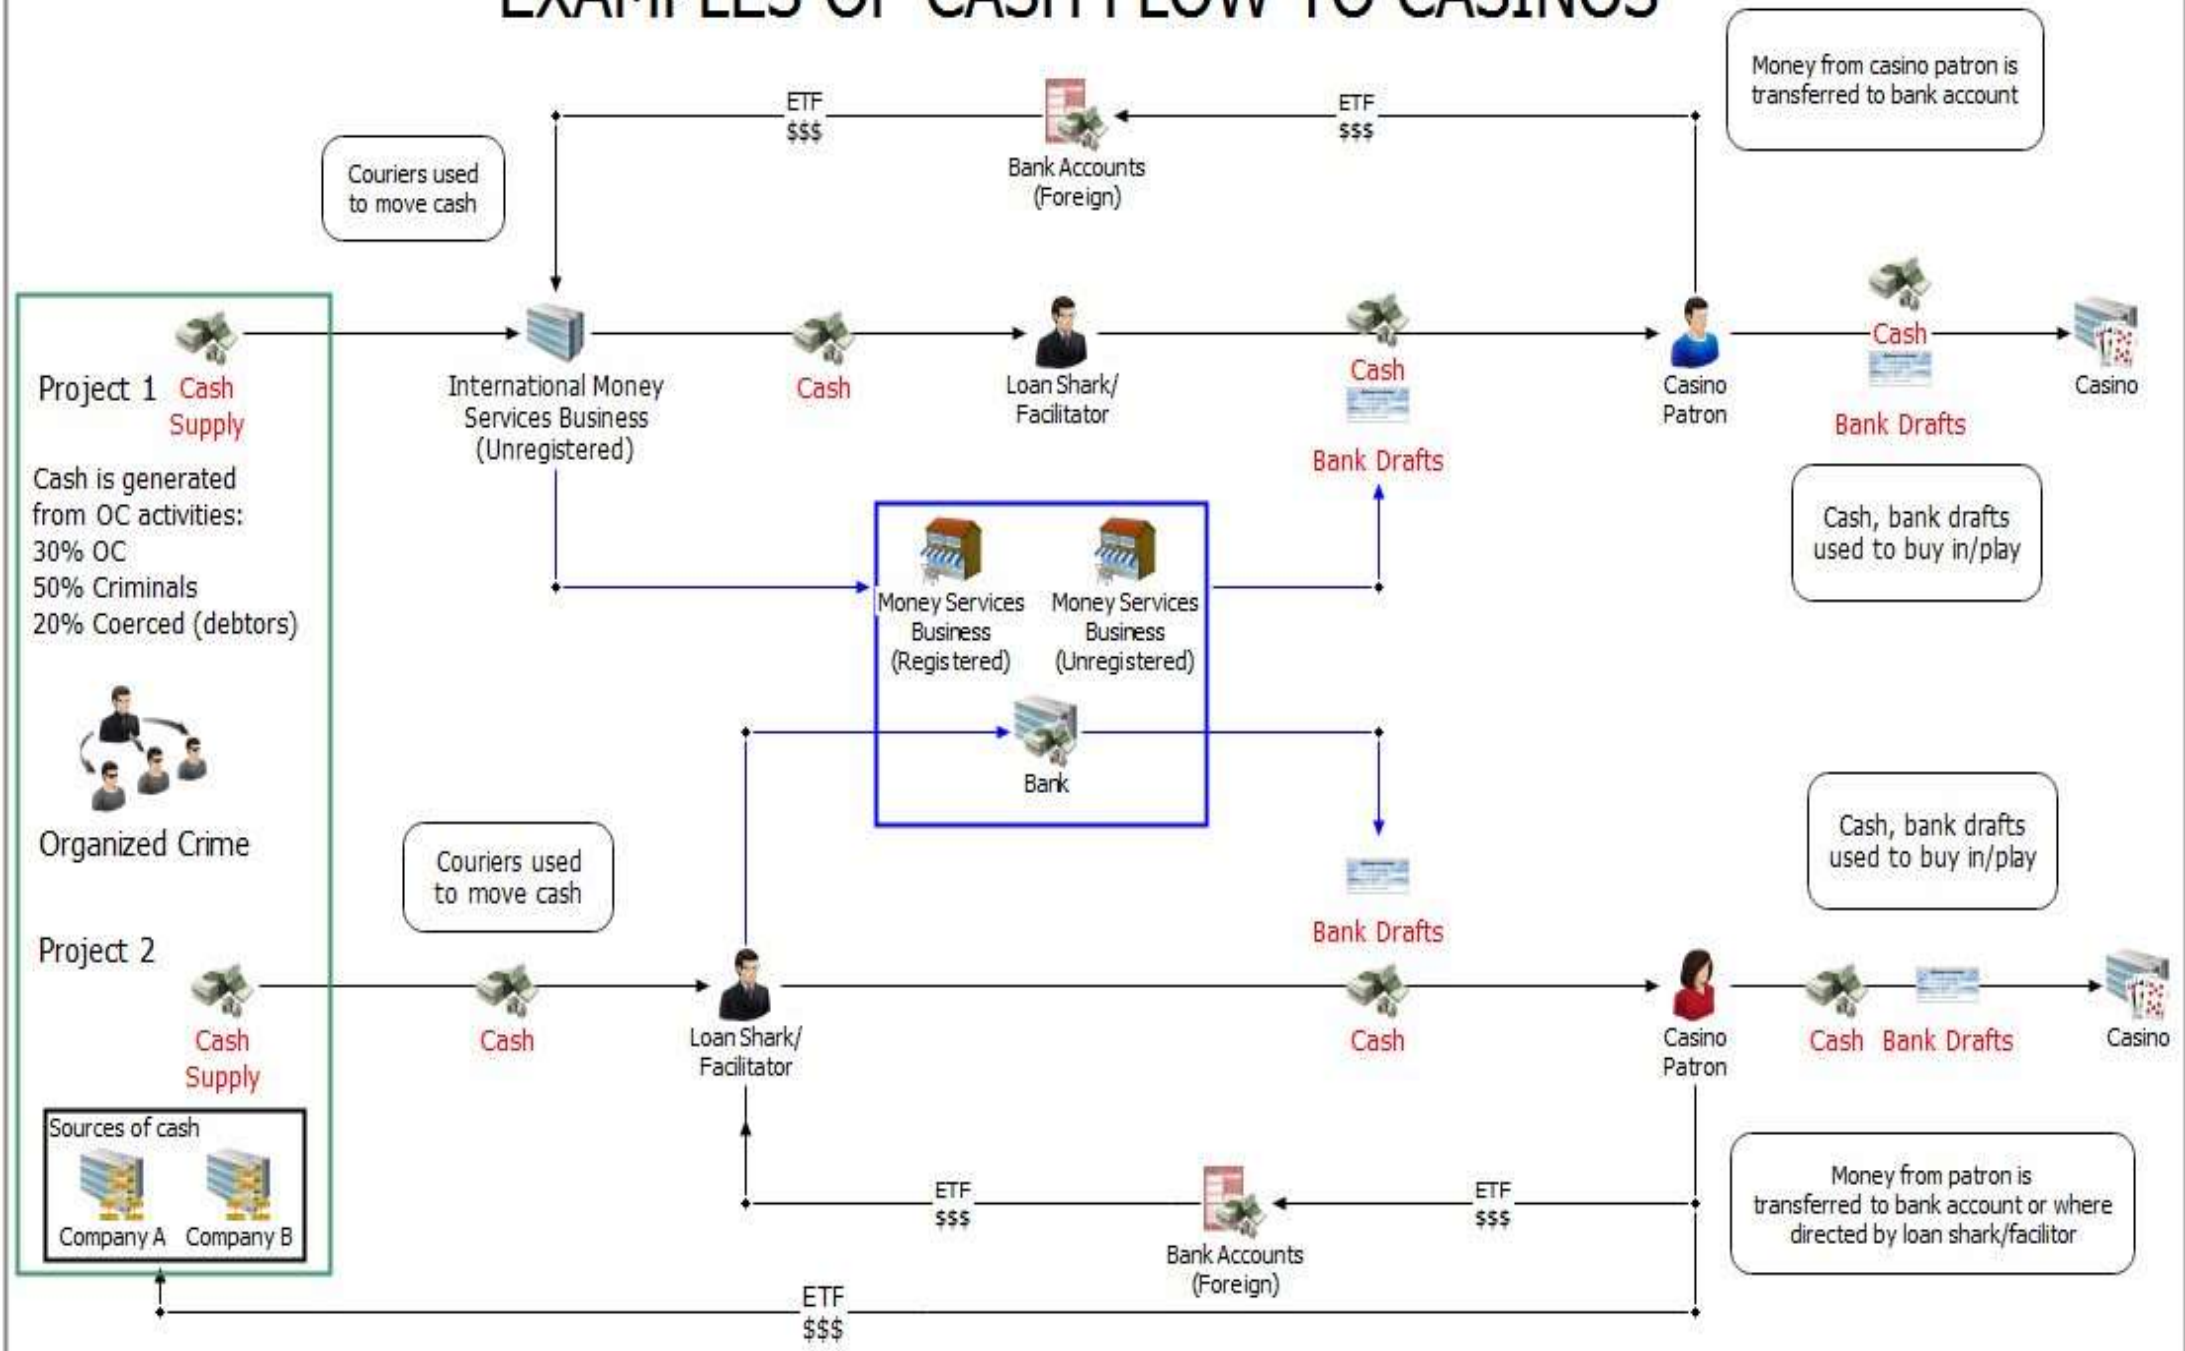 EXAMPLES OF CASH FLOW TO CASINOS
Money from casino patron is
transferred to bank account
ETF
$$$
ETF
$$$
Bank Accounts
(Foreign)
Couriers used
to move cash
Project 1
Cash
Supply
International Money
Services Business
(Unregistered)
Cash
Loan Shark/
Facilitator
Cash
Bank Drafts
Casino
Patron
Cash
Bank Drafts
Casino
Cash is generated
from OC activities:
30% OC
50% Criminals
20% Coerced (debtors)
Cash, bank drafts
used to buy in/play
Money Services
Business
(Registered)
Money Services
Business
(Unregistered)
Bank
Organized Crime
Couriers used
to move cash
Cash, bank drafts
used to buy in/play
Project 2
Cash
Supply
Cash
Loan Shark/
Facilitator
Bank Drafts
Cash
Casino
Patron
Cash
Bank Drafts
Casino
Sources of cash
Company A
Company B
ETF
$$$
Bank Accounts
(Foreign)
ETF
$$$
Money from patron is
transferred to bank account or where
directed by loan shark/facilitor
ETF
$$$